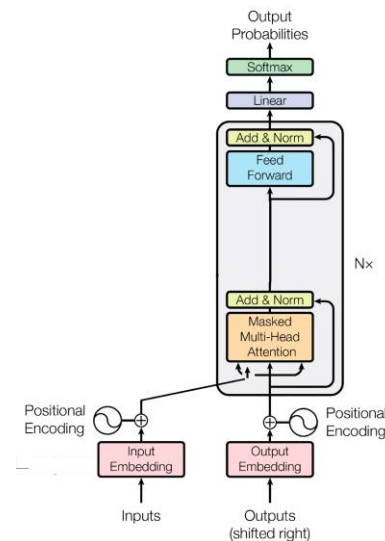 Output
Probabilities
Softmax
Linear
Add & Norm
Feed
Forward
N×
Add & Norm
Masked
Multi-Head
Attention
Positional
Encoding
Positional
Encoding
Input
Embedding
Output
Embedding
Inputs
Outputs
(shifted right)